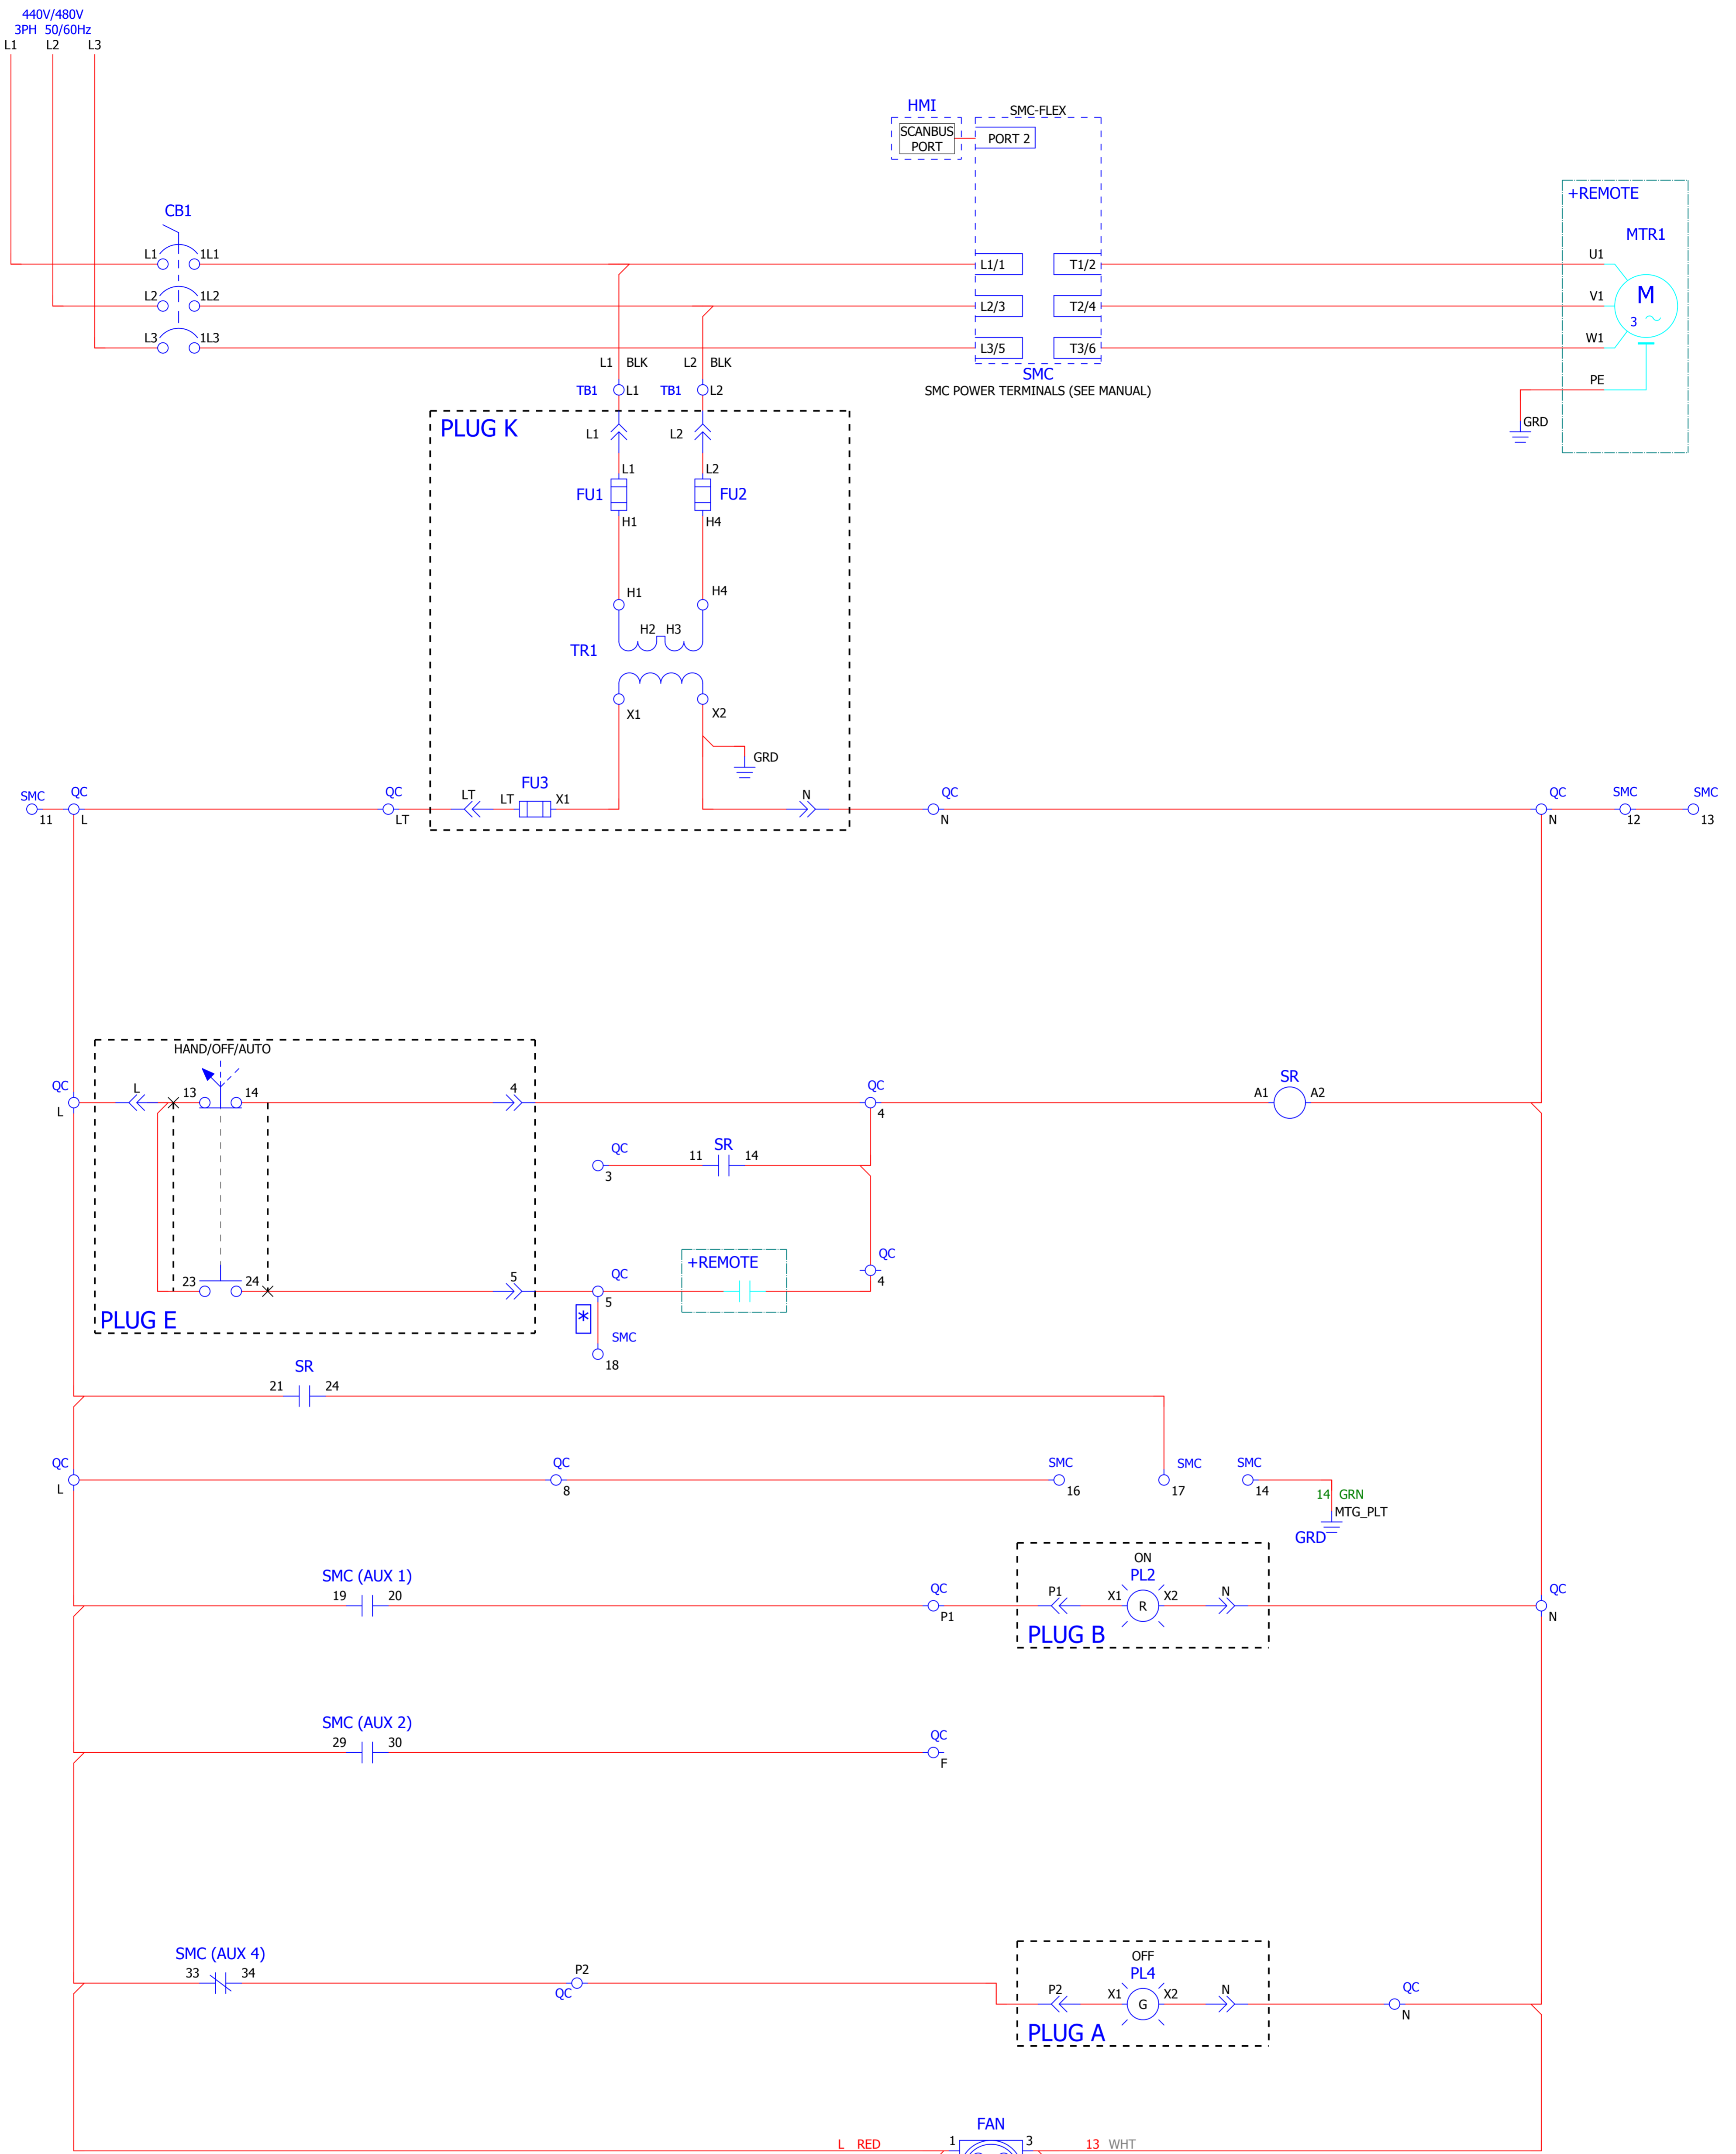 440V/480V
3PH 50/60Hz
L1 L2 L3
HMI
SMC-FLEX
SCANBUS
PORT
PORT 2
+REMOTE
CB1
MTR1
L1 1L1
L1/1 T1/2
U1
L2 1L2
L2/3 T2/4
V1
M
3
L3 1L3
L3/5 T3/6
W1
L1 BLK L2 BLK
SMC
PE
TB1 L1 TB1 L2
SMC POWER TERMINALS (SEE MANUAL)
PLUG K
GRD
L1 L2
L1 L2
FU1 FU2
H1 H4
H1 H4
H2 H3
TR1
X1 X2
GRD
FU3
SMC QC QC LT LT X1 N QC QC SMC SMC
11 L LT N N 12 13
HAND/OFF/AUTO
QC L 13 14 4 QC SR
A1 A2
L 4
QC SR
11 14
3
+REMOTE QC
23 24 5 QC 4
5
PLUG E
*
SMC
18
SR
21 24
QC QC SMC SMC SMC
L 8 16 17 14
14 GRN
MTG_PLT
GRD
ON
SMC (AUX 1) PL2
19 20 QC P1 X1 R X2 N QC
P1 N
PLUG B
SMC (AUX 2)
29 30 QC
F
OFF
SMC (AUX 4) PL4
33 34 P2 P2 X1 G X2 N QC
QC N
PLUG A
FAN
L RED 1 3 13 WHT